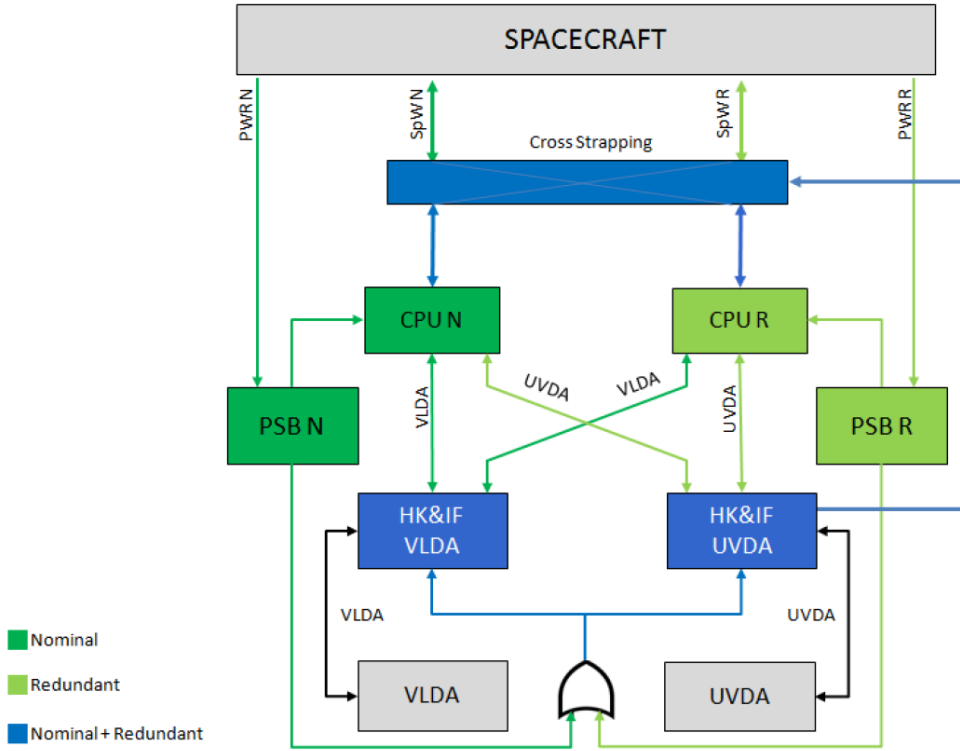 SPACECRAFT
PWR N
SpW N
SpW R
PWR R
Cross Strapping
CPU N
CPU R
VLDA
UVDA
VLDA
UVDA
PSB N
PSB R
HK&IF
VLDA
HK&IF
UVDA
VLDA
UVDA
VLDA
UVDA
Nominal
Redundant
Nominal + Redundant